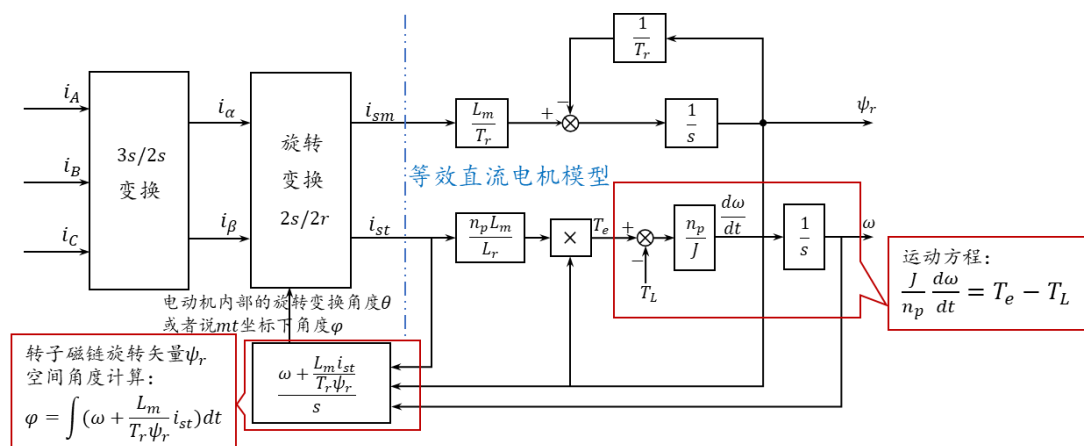 1/T_r
i_A
i_B
i_C
3s/2s
变换
i_α
i_β
旋转
变换
2s/2r
i_sm
i_st
L_m/T_r
+
−
1/s
ψ_r
等效直流电机模型
n_p L_m/L_r
×
T_e
+
−
T_L
n_p/J
dω/dt
1/s
ω
运动方程：
J/n_p dω/dt = T_e − T_L
电动机内部的旋转变换角度θ
或者说mt坐标下角度φ
转子磁链旋转矢量ψ_r
空间角度计算：
φ = ∫(ω + L_m/(T_r ψ_r) i_st)dt
(ω + L_m i_st/(T_r ψ_r))/s